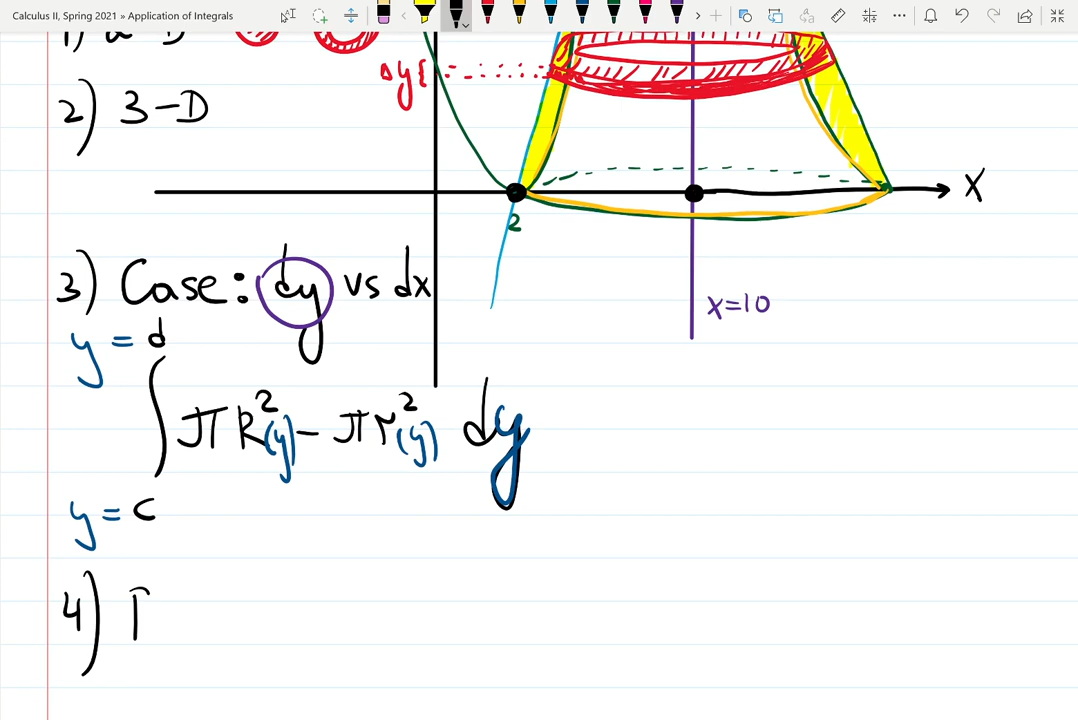 Calculus II, Spring 2021 » Application of Integrals
Δy{
2) 3-D
X
2
3) Case: dy vs dx
x=10
y = d
∫ πR²(y) - πr²(y) dy
y = c
4)